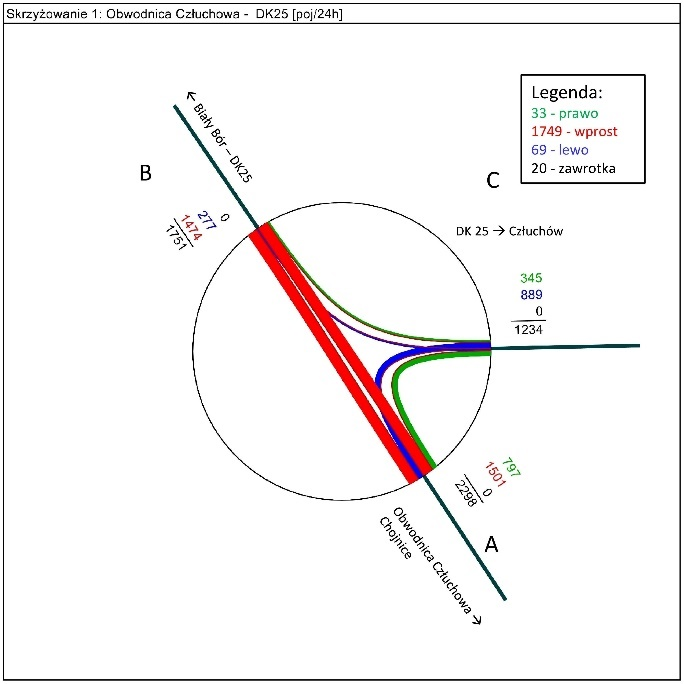 Skrzyżowanie 1: Obwodnica Człuchowa - DK25 [poj/24h]
Legenda:
33 - prawo
1749 - wprost
69 - lewo
20 - zawrotka
← Biały Bór – DK25
B
0
277
1474
1751
C
DK 25 → Człuchów
345
889
0
1234
797
1501
0
2298
A
Obwodnica Człuchowa →
Chojnice